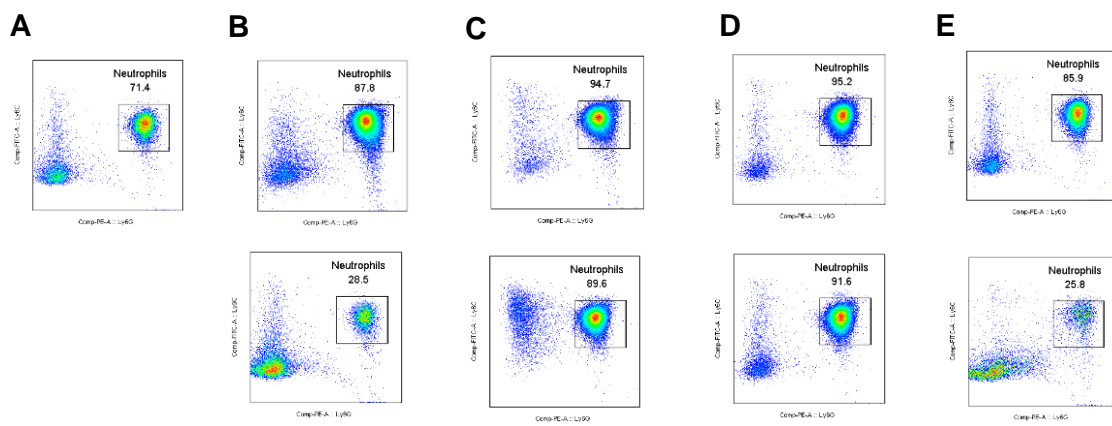 A
B
C
D
E
Neutrophils
71.4
Comp-FITC-A :: Ly6C
Comp-PE-A :: Ly6G
Neutrophils
87.8
Comp-FITC-A :: Ly6C
Comp-PE-A :: Ly6G
Neutrophils
94.7
Comp-FITC-A :: Ly6C
Comp-PE-A :: Ly6G
Neutrophils
95.2
Comp-FITC-A :: Ly6C
Comp-PE-A :: Ly6G
Neutrophils
85.9
Comp-FITC-A :: Ly6C
Comp-PE-A :: Ly6G
Neutrophils
28.5
Comp-FITC-A :: Ly6C
Comp-PE-A :: Ly6G
Neutrophils
89.6
Comp-FITC-A :: Ly6C
Comp-PE-A :: Ly6G
Neutrophils
91.6
Comp-FITC-A :: Ly6C
Comp-PE-A :: Ly6G
Neutrophils
25.8
Comp-FITC-A :: Ly6C
Comp-PE-A :: Ly6G